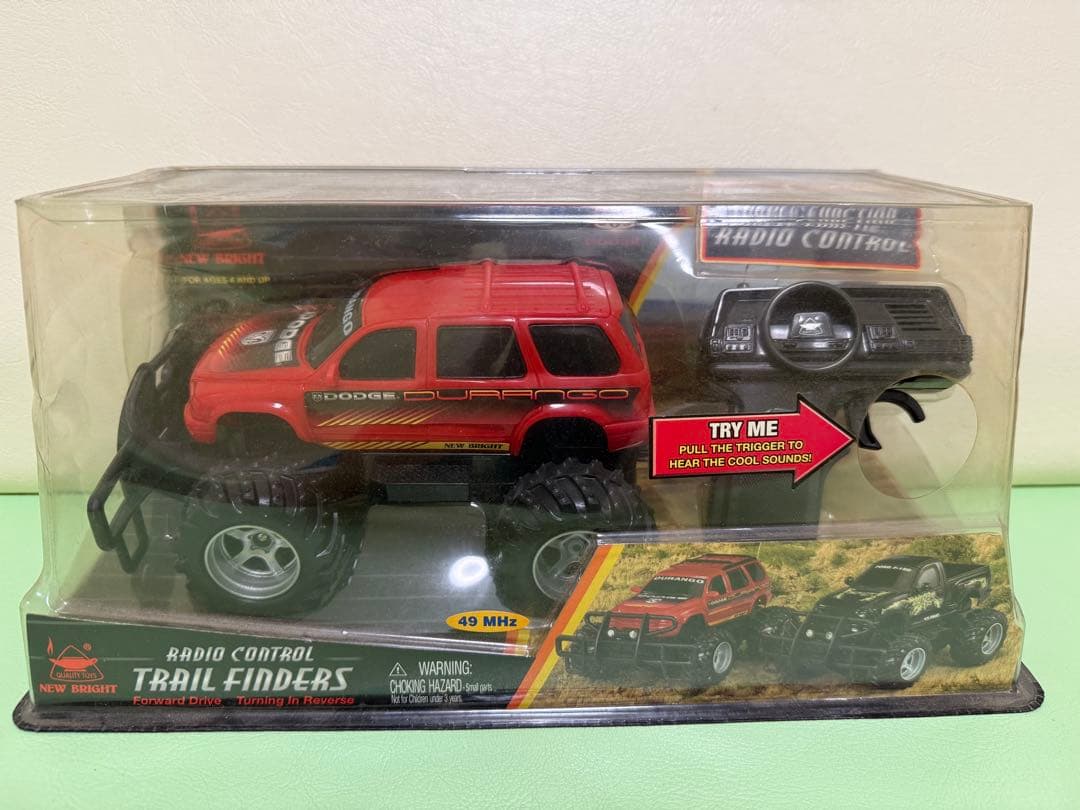 NEW BRIGHT
FOR AGES 4 AND UP
RADIO CONTROL
DURANGO
DODGE
DODGE DURANGO
NEW BRIGHT
TRY ME
PULL THE TRIGGER TO
HEAR THE COOL SOUNDS!
49 MHz
DURANGO
QUALITY TOYS
NEW BRIGHT
RADIO CONTROL
TRAIL FINDERS
Forward Drive Turning In Reverse
WARNING:
CHOKING HAZARD-Small parts
Not for Children under 3 years.